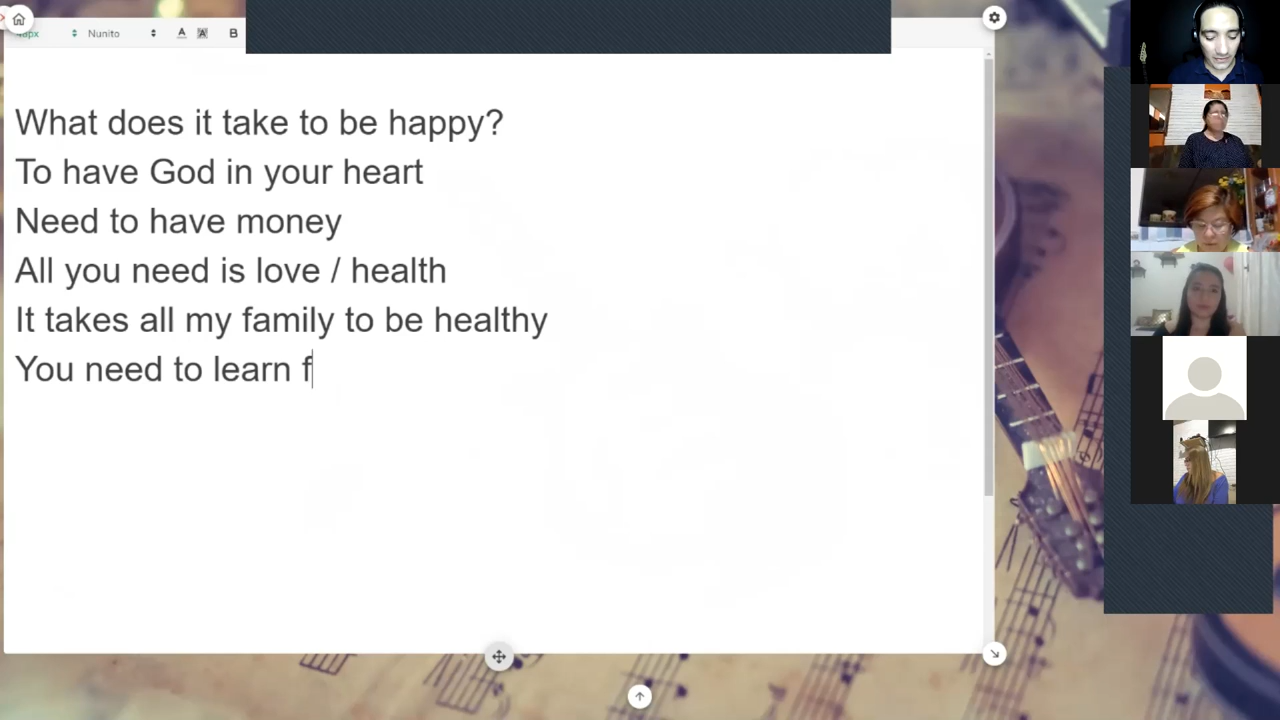 Nunito
B
What does it take to be happy?
To have God in your heart
Need to have money
All you need is love / health
It takes all my family to be healthy
You need to learn f